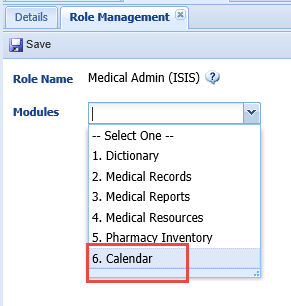 Details Role Management
Save
Role Name Medical Admin (ISIS) ?
Modules
-- Select One --
1. Dictionary
2. Medical Records
3. Medical Reports
4. Medical Resources
5. Pharmacy Inventory
6. Calendar